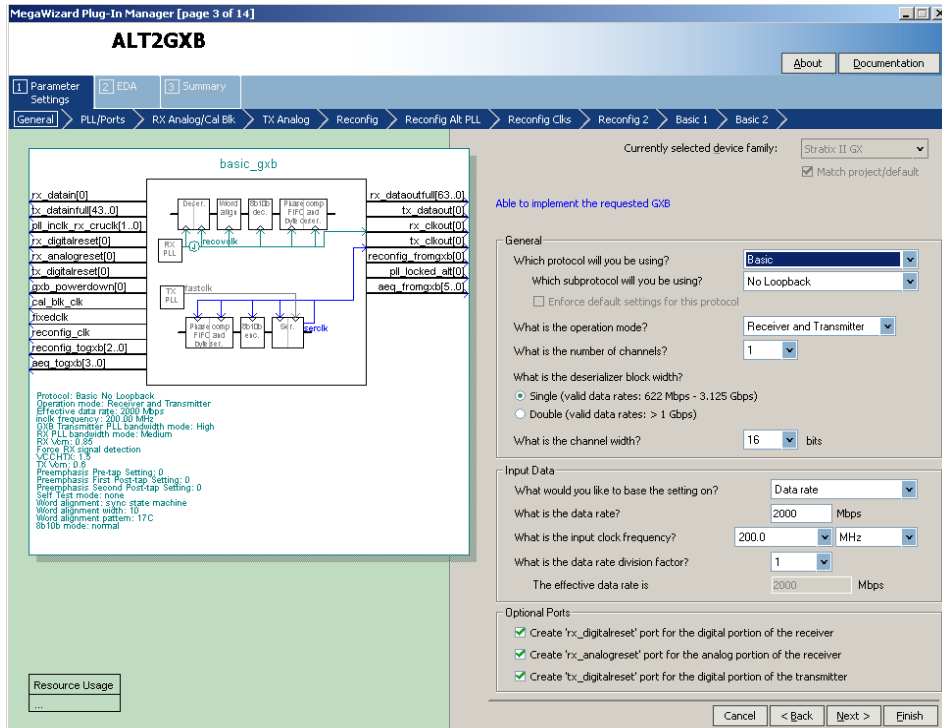 MegaWizard Plug-In Manager [page 3 of 14]
ALT2GXB
About
Documentation
1 Parameter Settings
2 EDA
3 Summary
General
PLL/Ports
RX Analog/Cal Blk
TX Analog
Reconfig
Reconfig Alt PLL
Reconfig Clks
Reconfig 2
Basic 1
Basic 2
basic_gxb
rx_datain[0]
tx_datainfull[43..0]
pll_inclk_rx_cruclk[1..0]
rx_digitalreset[0]
rx_analogreset[0]
tx_digitalreset[0]
gxb_powerdown[0]
cal_blk_clk
fixedclk
reconfig_clk
reconfig_togxb[2..0]
aeq_togxb[3..0]
Deser.
Word align
8b10b dec.
Phase comp FIFO and byte deser.
RX PLL
recovclk
TX PLL
fastclk
Phase comp FIFO and byte ser.
8b10b enc.
Ser.
serclk
rx_dataoutfull[63..0]
tx_dataout[0]
rx_clkout[0]
tx_clkout[0]
reconfig_fromgxb[0]
pll_locked_alt[0]
aeq_fromgxb[5..0]
Protocol: Basic No Loopback
Operation mode: Receiver and Transmitter
Effective data rate: 2000 Mbps
inclk frequency: 200.00 MHz
GXB Transmitter PLL bandwidth mode: High
RX PLL bandwidth mode: Medium
RX Vcm: 0.85
Force RX signal detection
VCCHTX: 1.5
TX Vcm: 0.6
Preemphasis Pre-tap Setting: 0
Preemphasis First Post-tap Setting: 0
Preemphasis Second Post-tap Setting: 0
Self Test mode: none
Word alignment: sync state machine
Word alignment width: 10
Word alignment pattern: 17C
8b10b mode: normal
Resource Usage
...
Currently selected device family:
Stratix II GX
Match project/default
Able to implement the requested GXB
General
Which protocol will you be using?
Basic
Which subprotocol will you be using?
No Loopback
Enforce default settings for this protocol
What is the operation mode?
Receiver and Transmitter
What is the number of channels?
1
What is the deserializer block width?
Single (valid data rates: 622 Mbps - 3.125 Gbps)
Double (valid data rates: > 1 Gbps)
What is the channel width?
16 bits
Input Data
What would you like to base the setting on?
Data rate
What is the data rate?
2000 Mbps
What is the input clock frequency?
200.0 MHz
What is the data rate division factor?
1
The effective data rate is
2000 Mbps
Optional Ports
Create 'rx_digitalreset' port for the digital portion of the receiver
Create 'rx_analogreset' port for the analog portion of the receiver
Create 'tx_digitalreset' port for the digital portion of the transmitter
Cancel
< Back
Next >
Finish